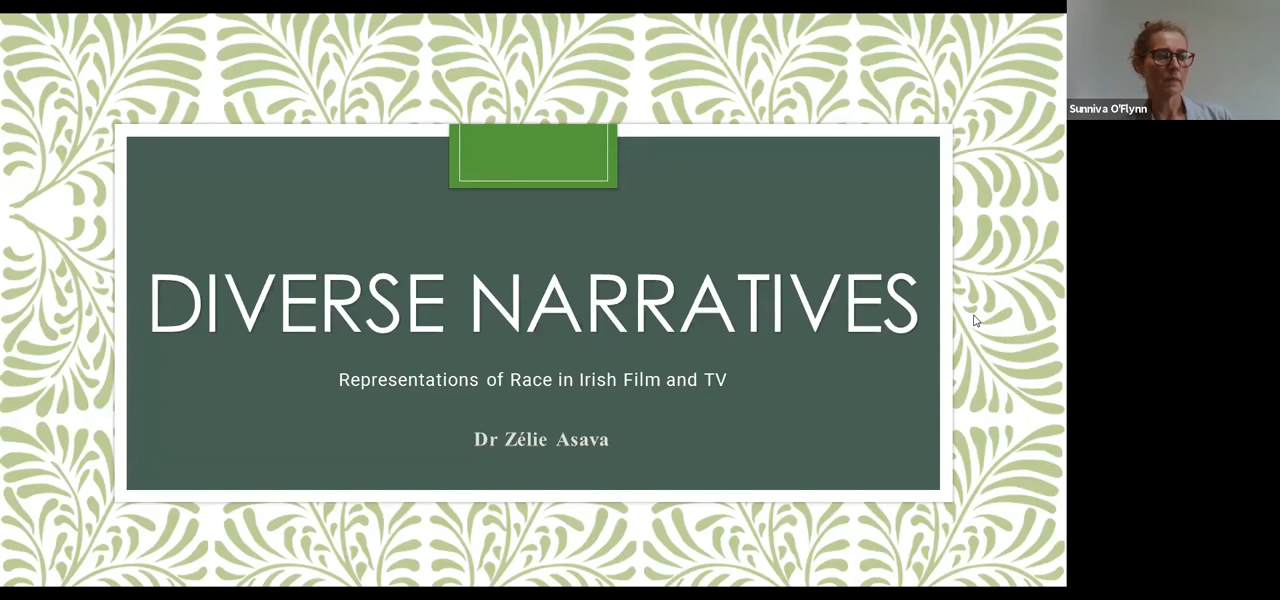 DIVERSE NARRATIVES
Representations of Race in Irish Film and TV
Dr Zélie Asava
Sunniva O'Flynn